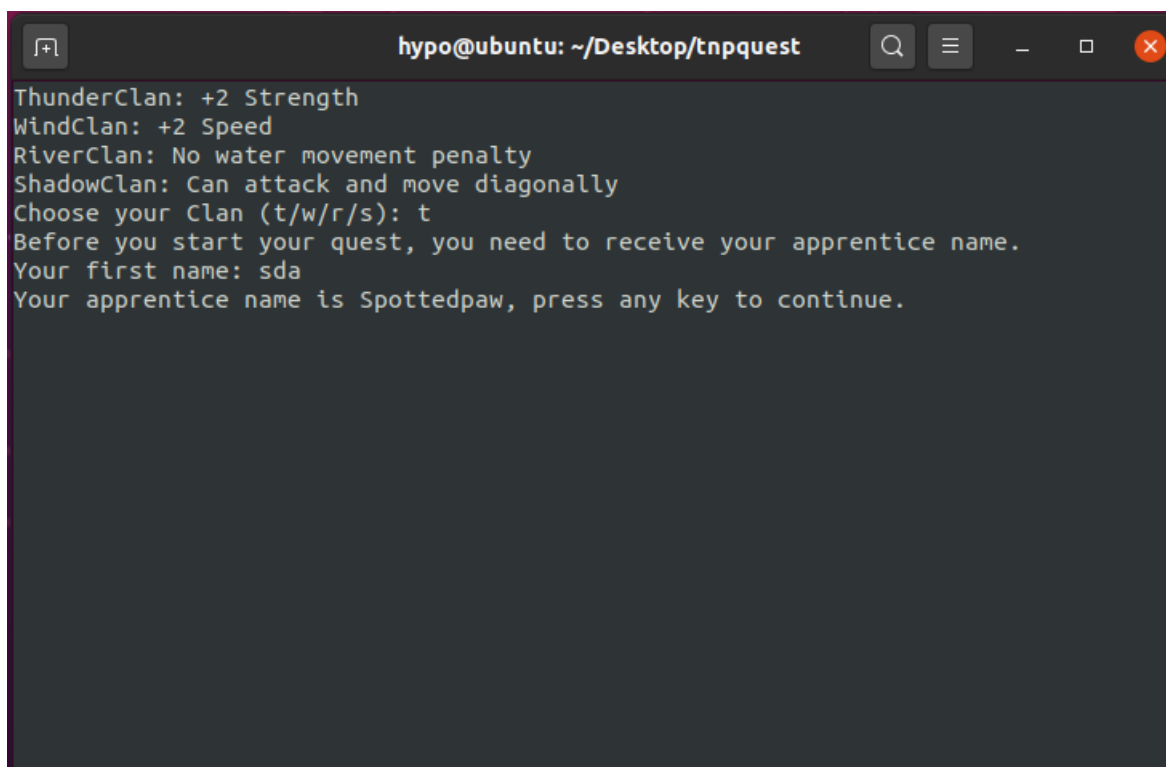 hypo@ubuntu: ~/Desktop/tnpquest
ThunderClan: +2 Strength
WindClan: +2 Speed
RiverClan: No water movement penalty
ShadowClan: Can attack and move diagonally
Choose your Clan (t/w/r/s): t
Before you start your quest, you need to receive your apprentice name.
Your first name: sda
Your apprentice name is Spottedpaw, press any key to continue.